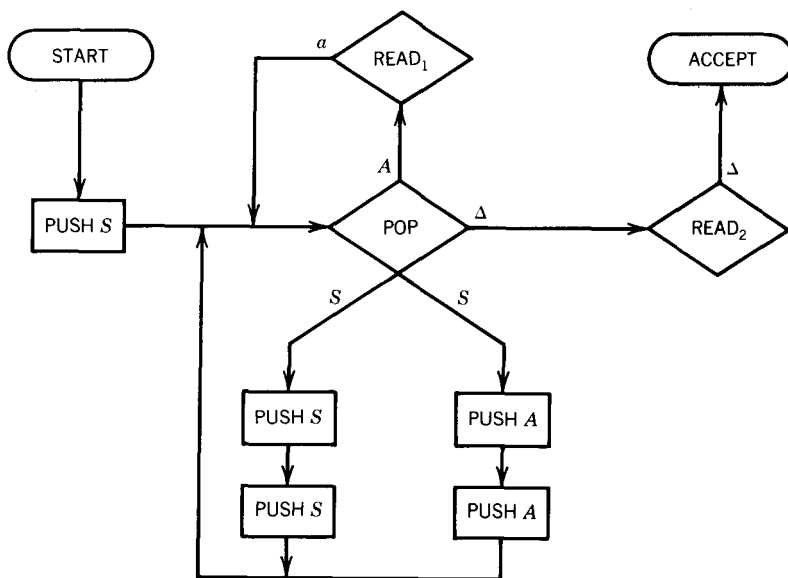 START
a
READ₁
ACCEPT
A
Δ
Δ
PUSH S
POP
READ₂
S
S
PUSH S
PUSH A
PUSH S
PUSH A